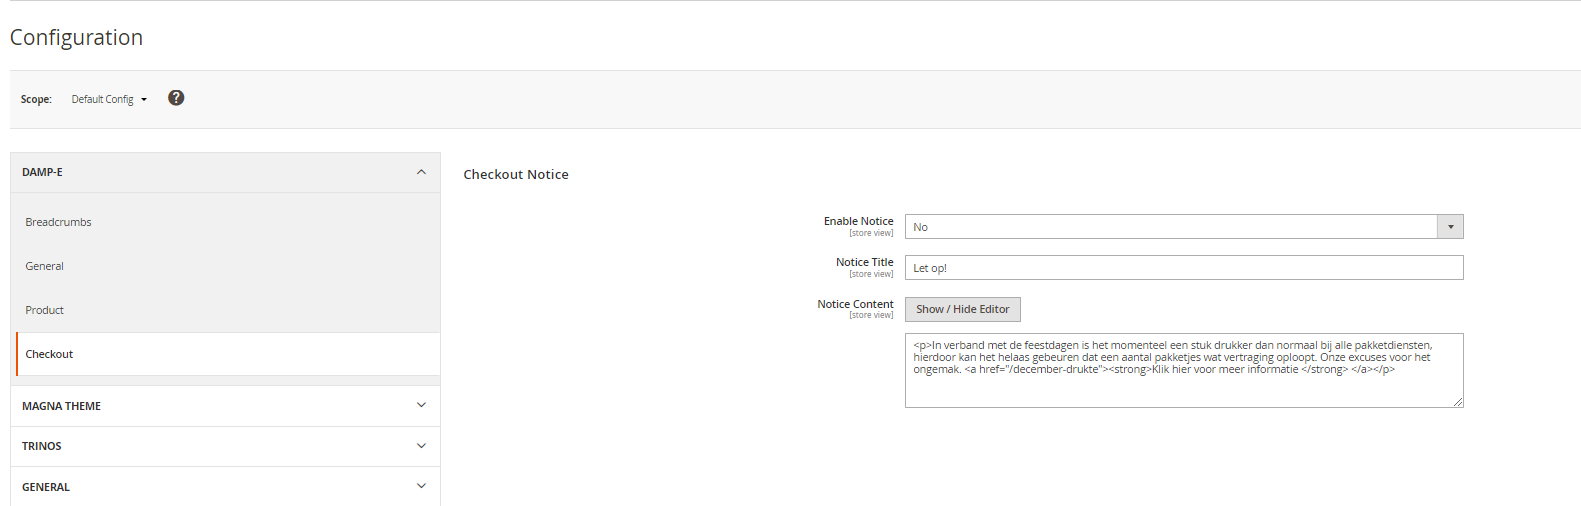 Configuration
Scope: Default Config ?
DAMP-E
Breadcrumbs
General
Product
Checkout
MAGNA THEME
TRINOS
GENERAL
Checkout Notice
Enable Notice
[store view]
No
Notice Title
[store view]
Let op!
Notice Content
[store view]
Show / Hide Editor
<p>In verband met de feestdagen is het momenteel een stuk drukker dan normaal bij alle pakketdiensten,
hierdoor kan het helaas gebeuren dat een aantal pakketjes wat vertraging oploopt. Onze excuses voor het
ongemak. <a href="/december-drukte"><strong>Klik hier voor meer informatie </strong> </a></p>